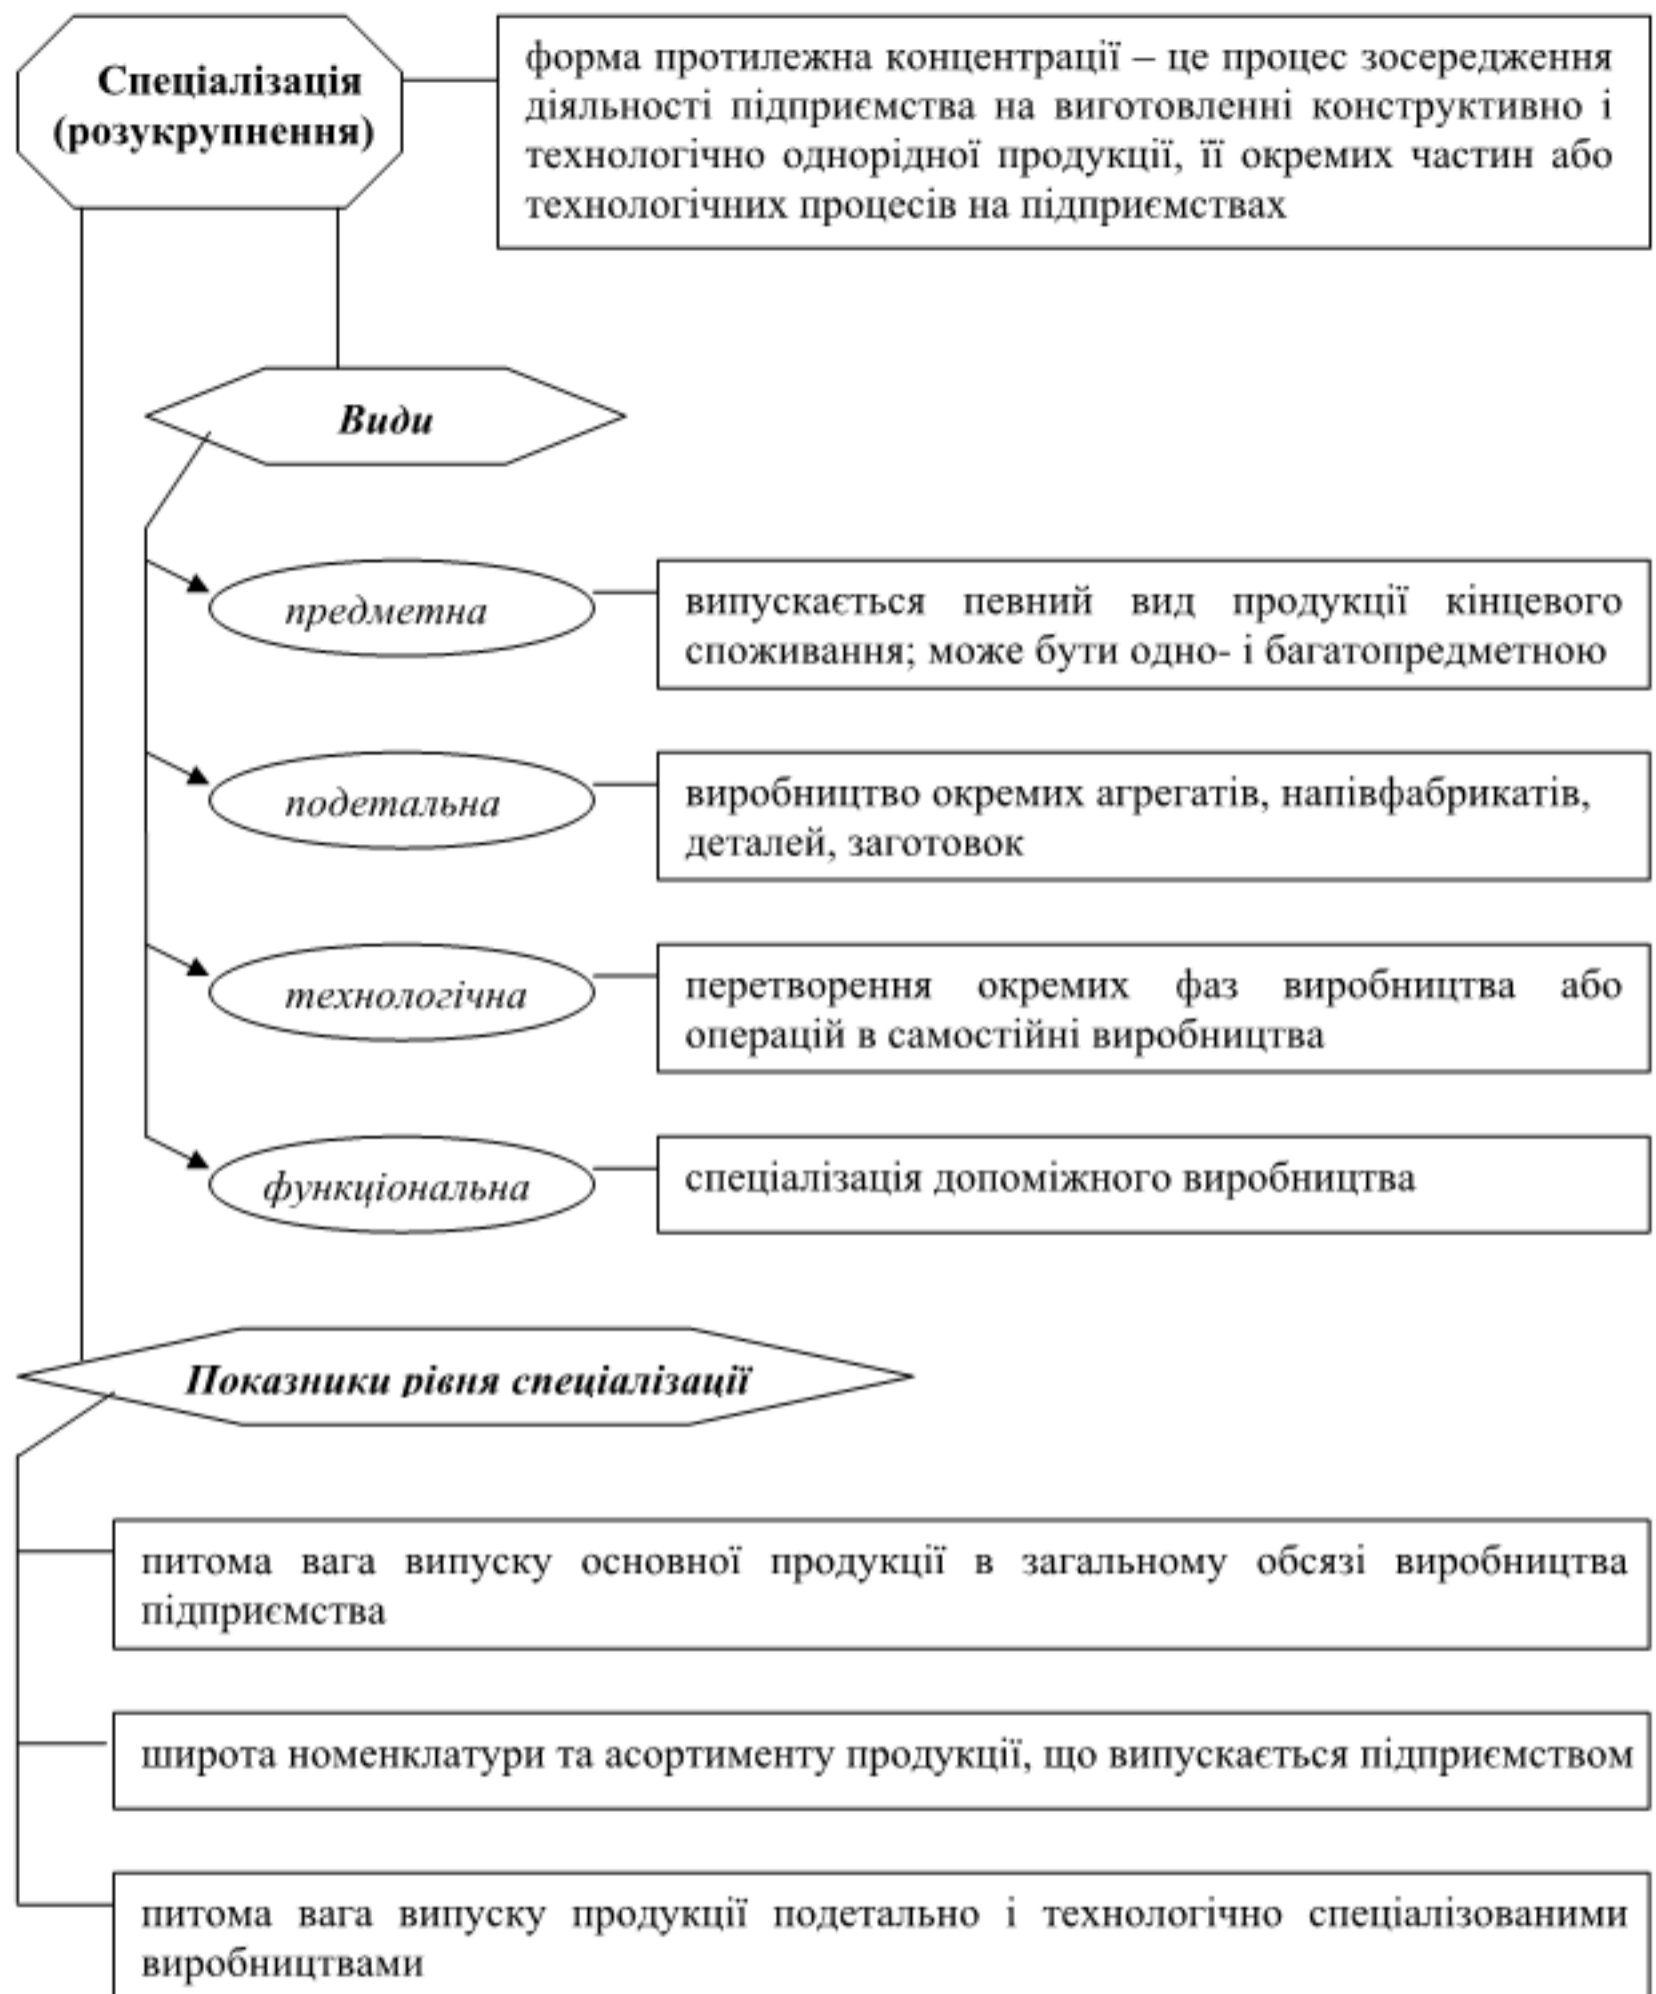 Спеціалізація
(розукрупнення)
форма протилежна концентрації – це процес зосередження
діяльності підприємства на виготовленні конструктивно і
технологічно однорідної продукції, її окремих частин або
технологічних процесів на підприємствах
Види
предметна
випускається певний вид продукції кінцевого
споживання; може бути одно- і багатопредметною
подетальна
виробництво окремих агрегатів, напівфабрикатів,
деталей, заготовок
технологічна
перетворення окремих фаз виробництва або
операцій в самостійні виробництва
функціональна
спеціалізація допоміжного виробництва
Показники рівня спеціалізації
питома вага випуску основної продукції в загальному обсязі виробництва
підприємства
широта номенклатури та асортименту продукції, що випускається підприємством
питома вага випуску продукції подетально і технологічно спеціалізованими
виробництвами